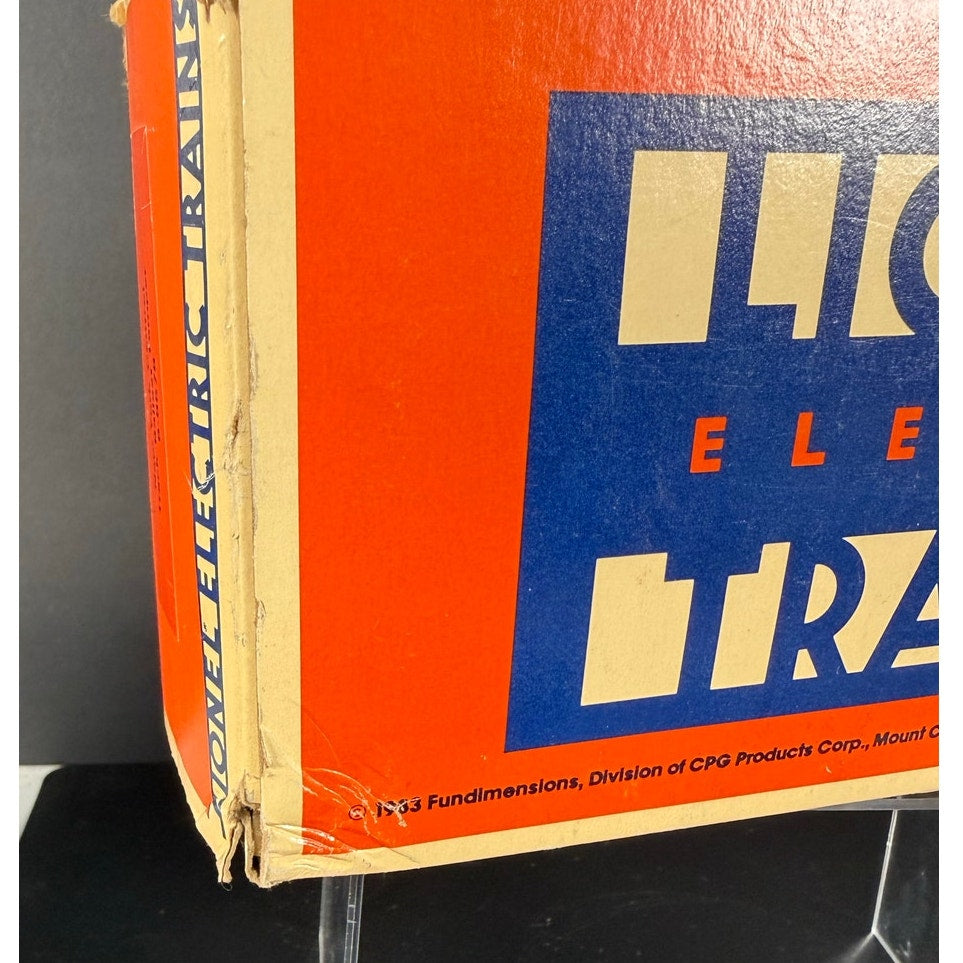 LIONEL ELECTRIC TRAINS
LIO
ELE
TRA
© 1983 Fundimensions, Division of CPG Products Corp., Mount C